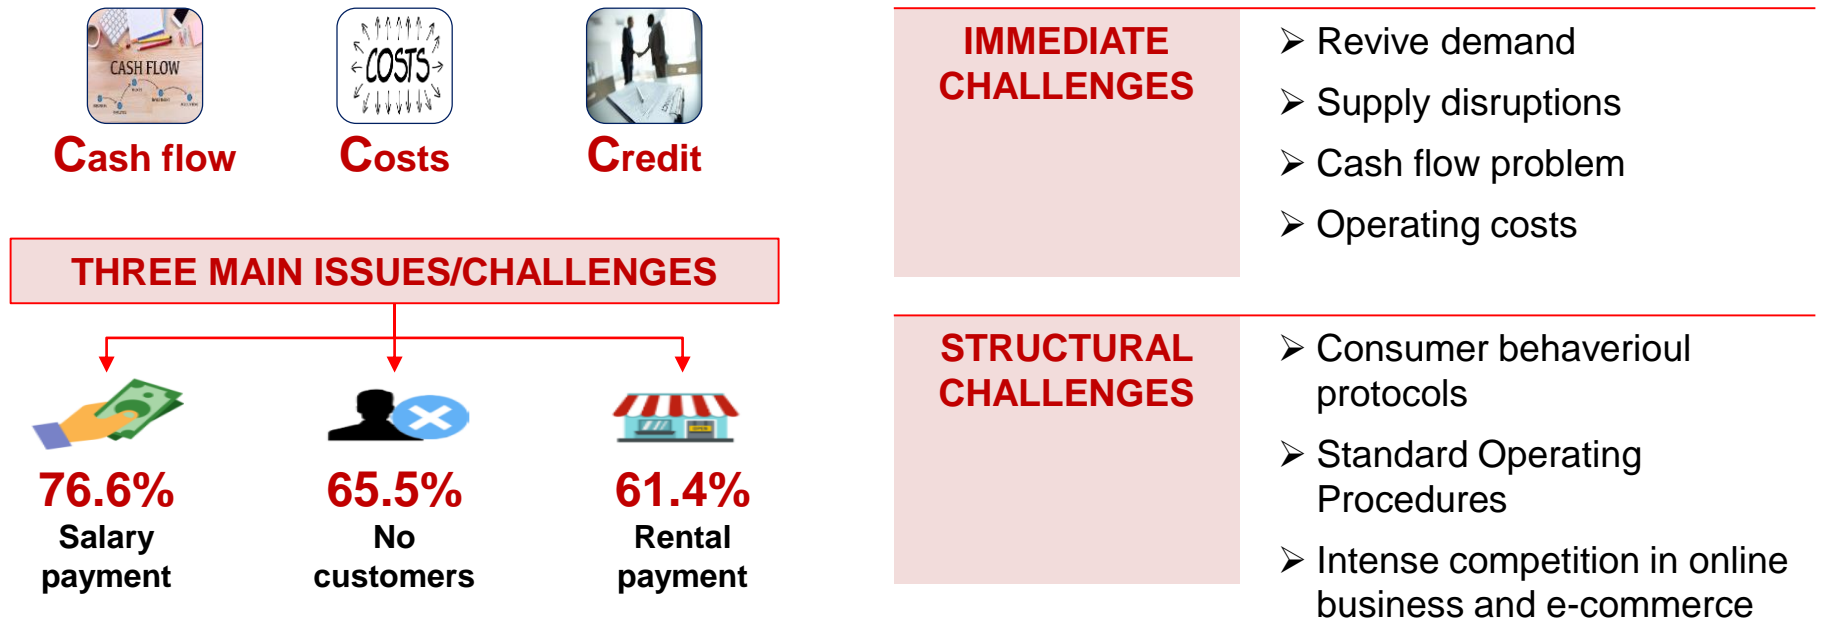 CASH FLOW
COSTS
Cash flow
Costs
Credit
THREE MAIN ISSUES/CHALLENGES
76.6%
Salary
payment
65.5%
No
customers
61.4%
Rental
payment
IMMEDIATE
CHALLENGES
➢ Revive demand
➢ Supply disruptions
➢ Cash flow problem
➢ Operating costs
STRUCTURAL
CHALLENGES
➢ Consumer behaverioul
protocols
➢ Standard Operating
Procedures
➢ Intense competition in online
business and e-commerce